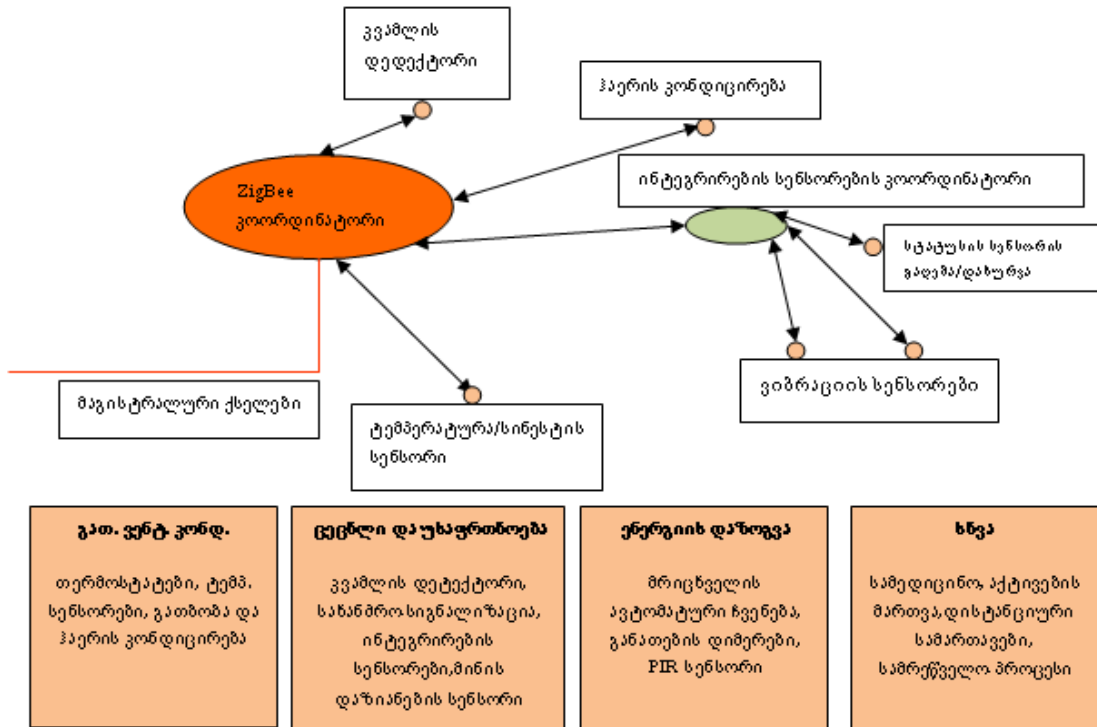 კვამლის
დედექტორი
ჰაერის კონდიცირება
ZigBee
კოორდინატორი
ინტეგრირების სენსორების კოორდინატორი
სტატუსის სენსორის
გაღება/დახურვა
ვიბრაციის სენსორები
მაგისტრალური ქსელები
ტემპერატურა/სინესტის
სენსორი
გათ. ვენტ. კონდ.
თერმოსტატები, ტემპ.
სენსორები, გათბობა და
ჰაერის კონდიცირება
ცეცხლი და უსაფრთხოება
კვამლის დეტექტორი,
სახანძრო.სიგნალიზაცია,
ინტეგრირების
სენსორები,მინის
დაზიანების სენსორი
ენერგიის დაზოგვა
მრიცხველის
ავტომატური ჩვენება,
განათების დიმერები,
PIR სენსორი
სხვა
სამედიცინო, აქტივების
მართვა,დისტანციური
სამართავები,
სამრეწველო პროცესი